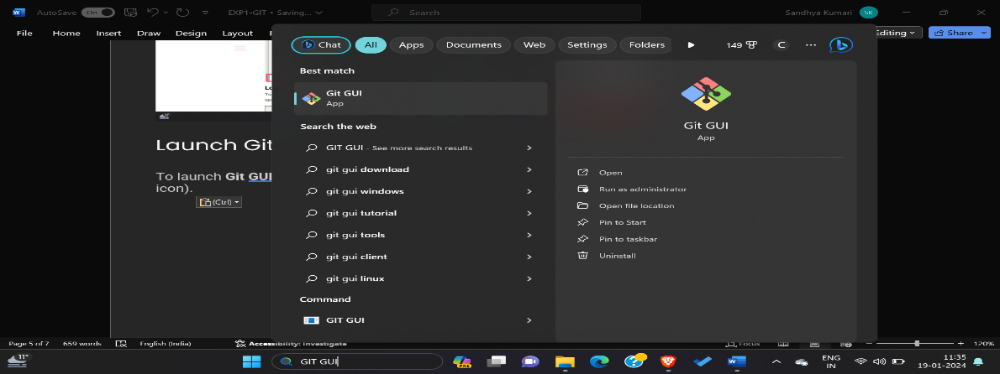 AutoSave On EXP1-GIT • Saving... Search Sandhya Kumari SK
File Home Insert Draw Design Layout Editing Share
Chat All Apps Documents Web Settings Folders 149 C
Best match
Git GUI
App
Search the web
GIT GUI - See more search results
git gui download
git gui windows
git gui tutorial
git gui tools
git gui client
git gui linux
Command
GIT GUI
Git GUI
App
Open
Run as administrator
Open file location
Pin to Start
Pin to taskbar
Uninstall
Launch Git
To launch Git GUI
icon).
(Ctrl)
Page 5 of 7 659 words English (India) Accessibility: Investigate Focus 120%
11° GIT GUI PRE ENG
IN 11:35
19-01-2024